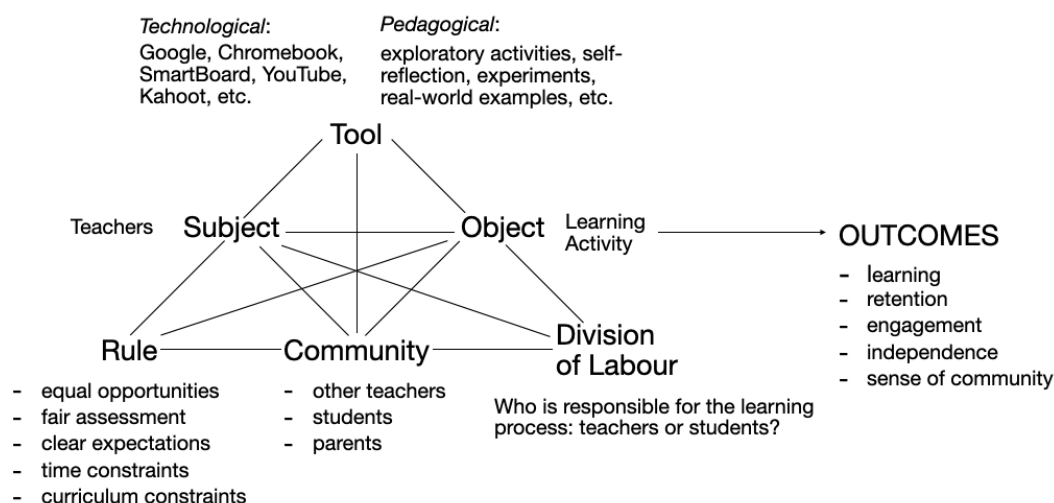 Technological:
Google, Chromebook,
SmartBoard, YouTube,
Kahoot, etc.
Pedagogical:
exploratory activities, self-
reflection, experiments,
real-world examples, etc.
Tool
Teachers
Subject
Object
Learning
Activity
OUTCOMES
- learning
- retention
- engagement
- independence
- sense of community
Rule
- equal opportunities
- fair assessment
- clear expectations
- time constraints
- curriculum constraints
Community
- other teachers
- students
- parents
Division
of Labour
Who is responsible for the learning
process: teachers or students?